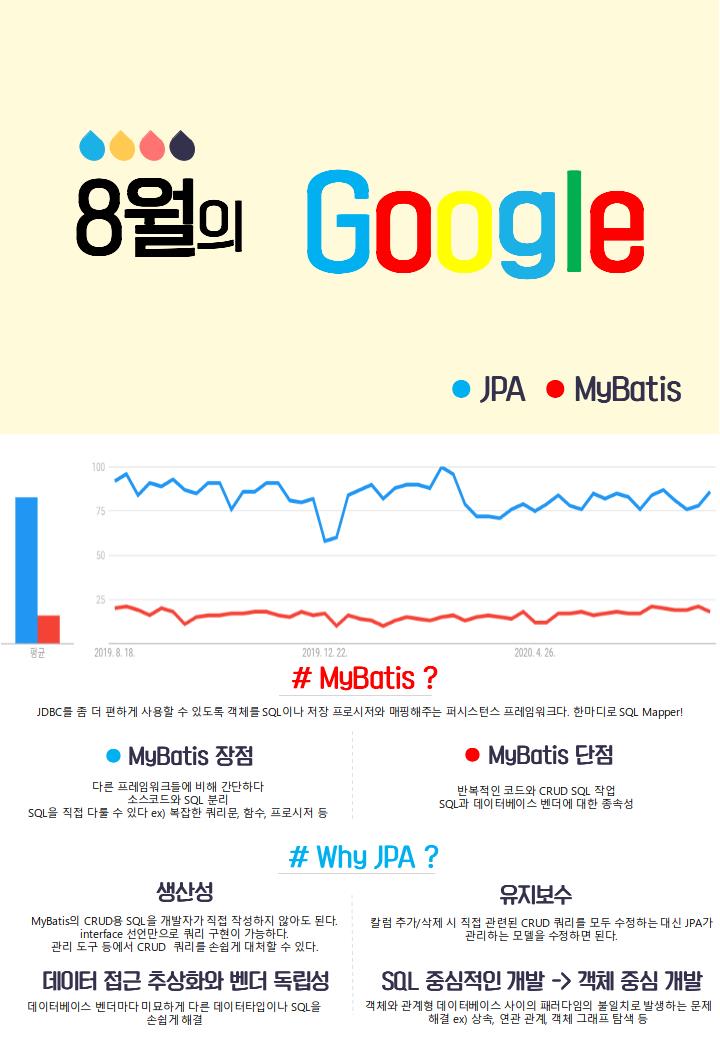 8월의 Google
JPA MyBatis
100
75
50
25
평균 2019. 8. 18. 2019. 12. 22. 2020. 4. 26.
# MyBatis ?
JDBC를 좀 더 편하게 사용할 수 있도록 객체를 SQL이나 저장 프로시저와 매핑해주는 퍼시스턴스 프레임워크다. 한마디로 SQL Mapper!
MyBatis 장점
다른 프레임워크들에 비해 간단하다
소스코드와 SQL 분리
SQL을 직접 다룰 수 있다 ex) 복잡한 쿼리문, 함수, 프로시저 등
MyBatis 단점
반복적인 코드와 CRUD SQL 작업
SQL과 데이터베이스 벤더에 대한 종속성
# Why JPA ?
생산성
MyBatis의 CRUD용 SQL을 개발자가 직접 작성하지 않아도 된다.
interface 선언만으로 쿼리 구현이 가능하다.
관리 도구 등에서 CRUD 쿼리를 손쉽게 대처할 수 있다.
유지보수
칼럼 추가/삭제 시 직접 관련된 CRUD 쿼리를 모두 수정하는 대신 JPA가
관리하는 모델을 수정하면 된다.
데이터 접근 추상화와 벤더 독립성
데이터베이스 벤더마다 미묘하게 다른 데이터타입이나 SQL을
손쉽게 해결
SQL 중심적인 개발 -> 객체 중심 개발
객체와 관계형 데이터베이스 사이의 패러다임의 불일치로 발생하는 문제
해결 ex) 상속, 연관 관계, 객체 그래프 탐색 등